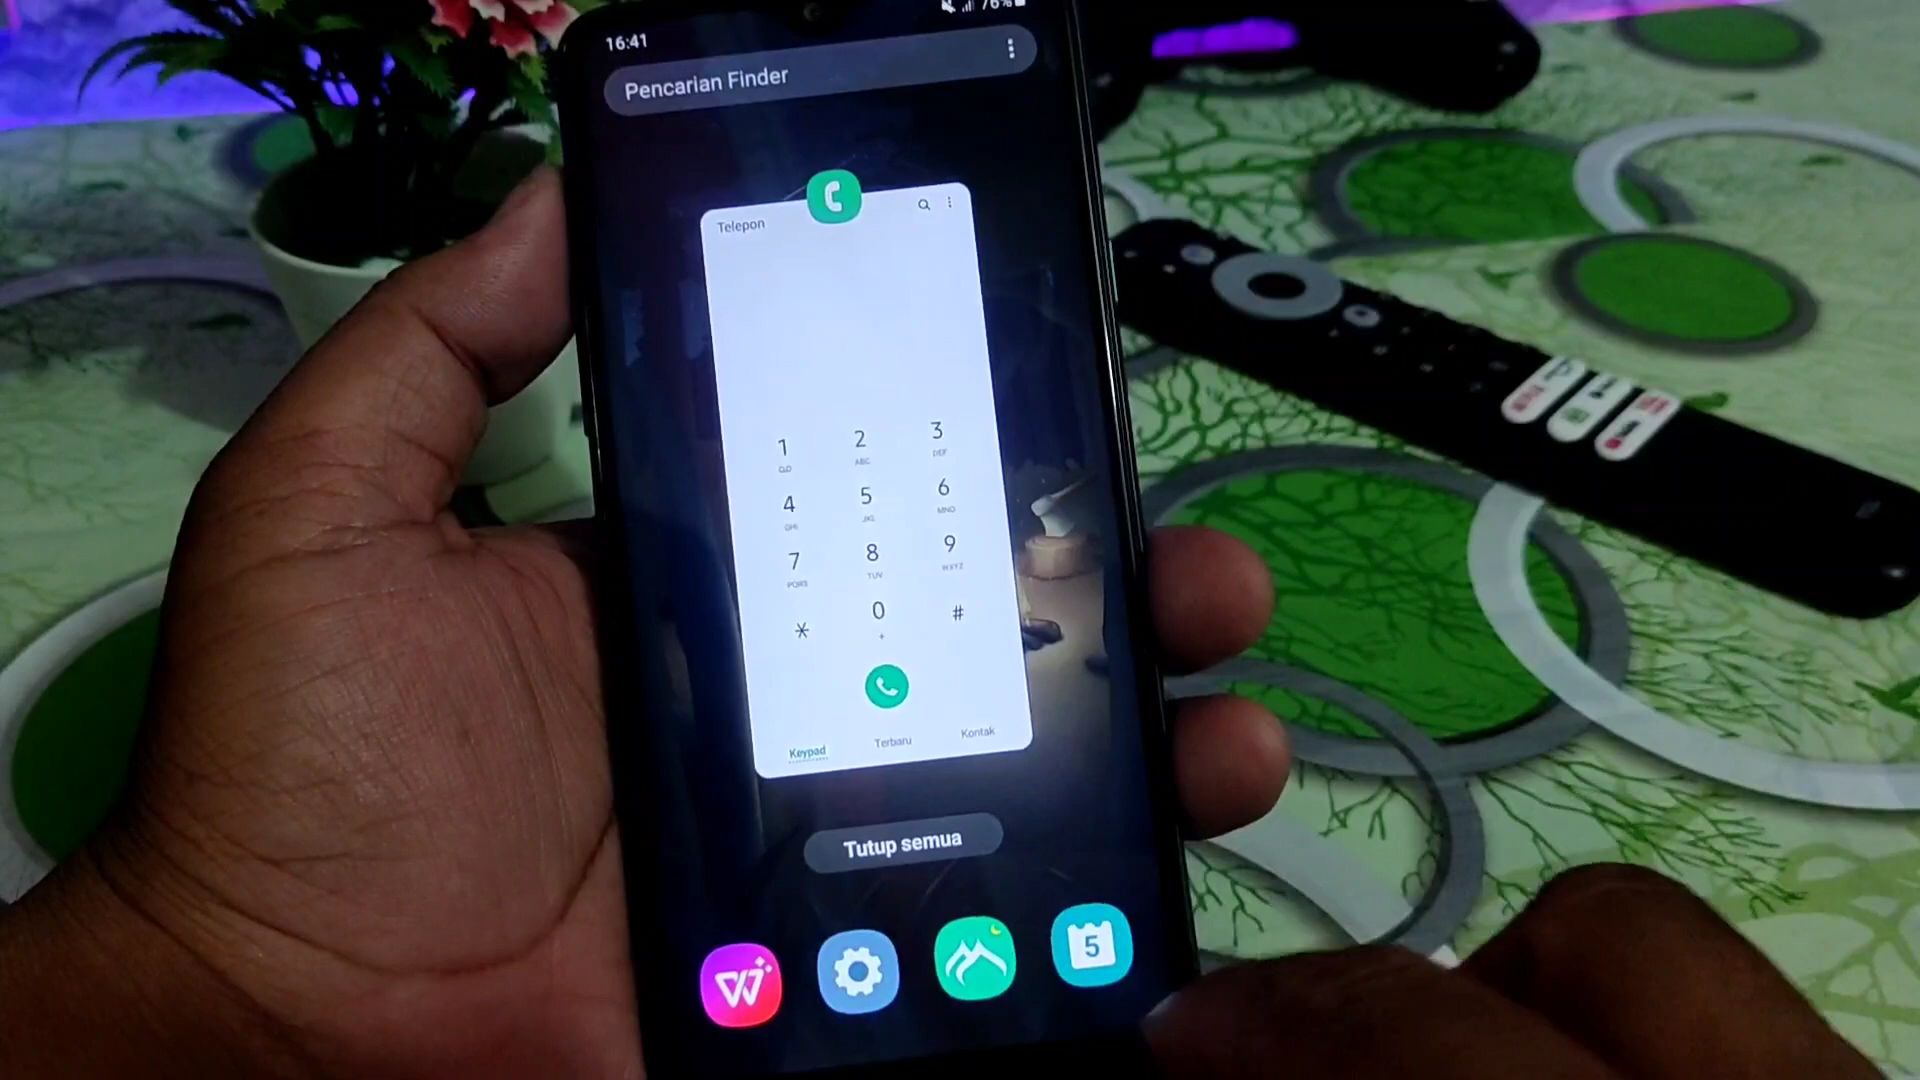 16:41
76%
Pencarian Finder
Telepon
1
2
ABC
3
DEF
4
GHI
5
JKL
6
MNO
7
PQRS
8
TUV
9
WXYZ
*
0
+
#
Keypad
Terbaru
Kontak
Tutup semua
5